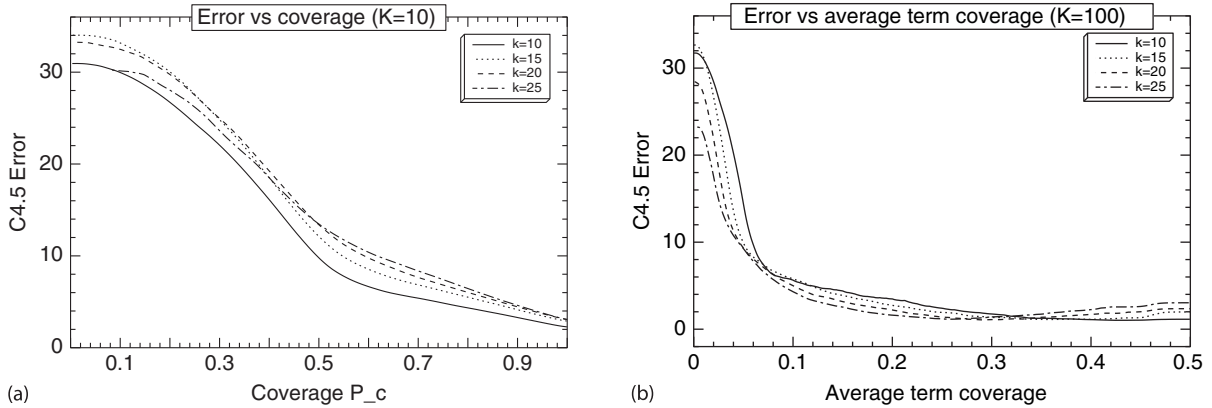 Error vs coverage (K=10)
k=10
k=15
k=20
k=25
C4.5 Error
30
20
10
0
0.1
0.3
0.5
0.7
0.9
Coverage P_c
(a)
Error vs average term coverage (K=100)
k=10
k=15
k=20
k=25
C4.5 Error
30
20
10
0
0
0.1
0.2
0.3
0.4
0.5
Average term coverage
(b)